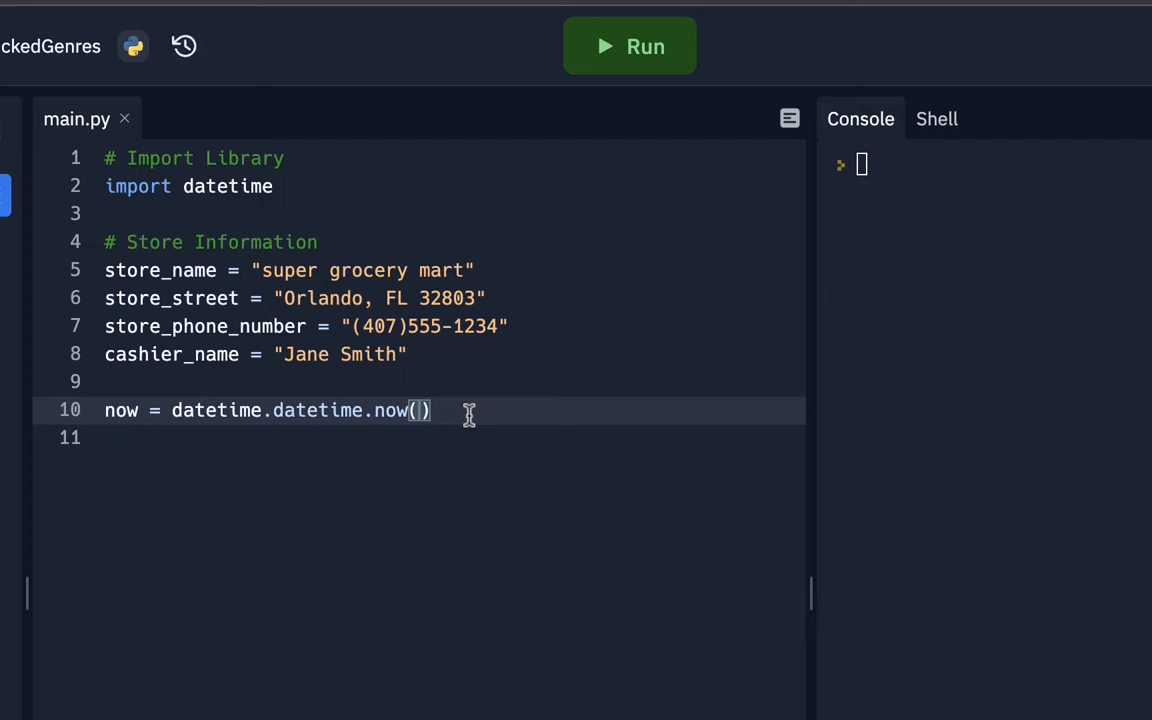 ckedGenres
Run
main.py ×
Console
Shell
1 # Import Library
2 import datetime
3
4 # Store Information
5 store_name = "super grocery mart"
6 store_street = "Orlando, FL 32803"
7 store_phone_number = "(407)555-1234"
8 cashier_name = "Jane Smith"
9
10 now = datetime.datetime.now()
11